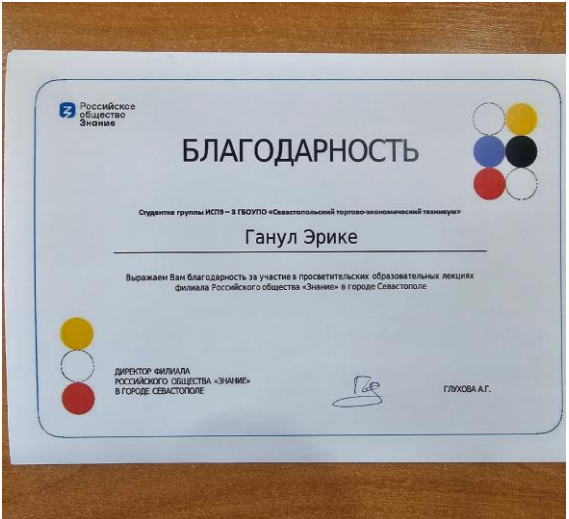 Российское
общество
Знание
БЛАГОДАРНОСТЬ
Студентке группы ИСП9 – 3 ГБОУПО «Севастопольский торгово-экономический техникум»
Ганул Эрике
Выражаем Вам благодарность за участие в просветительских образовательных лекциях
филиала Российского общества «Знание» в городе Севастополе
ДИРЕКТОР ФИЛИАЛА
РОССИЙСКОГО ОБЩЕСТВА «ЗНАНИЕ»
В ГОРОДЕ СЕВАСТОПОЛЕ
ГЛУХОВА А.Г.